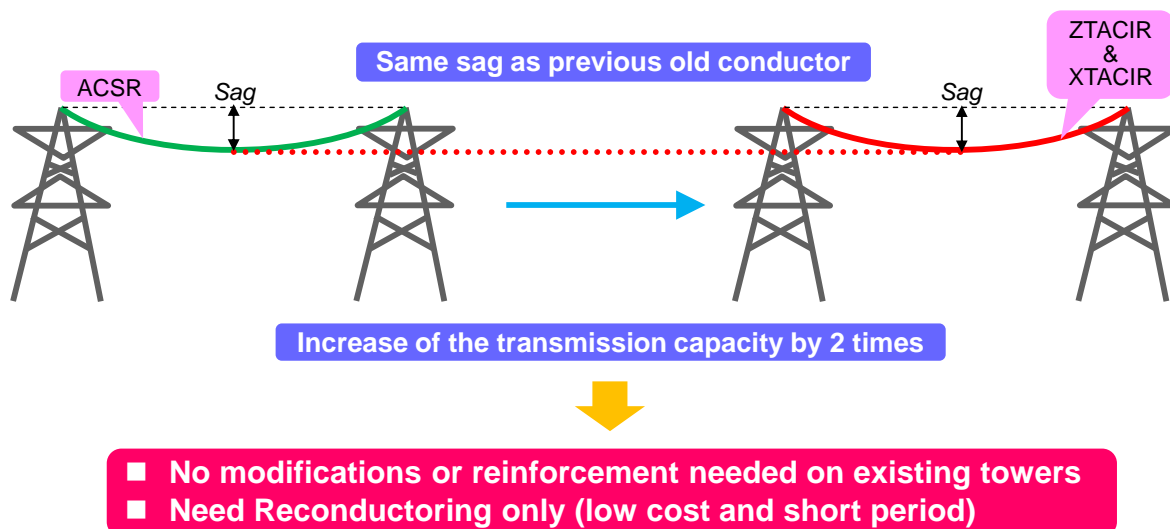 Same sag as previous old conductor
ZTACIR
&
XTACIR
ACSR
Sag
Sag
Increase of the transmission capacity by 2 times
No modifications or reinforcement needed on existing towers
Need Reconductoring only (low cost and short period)